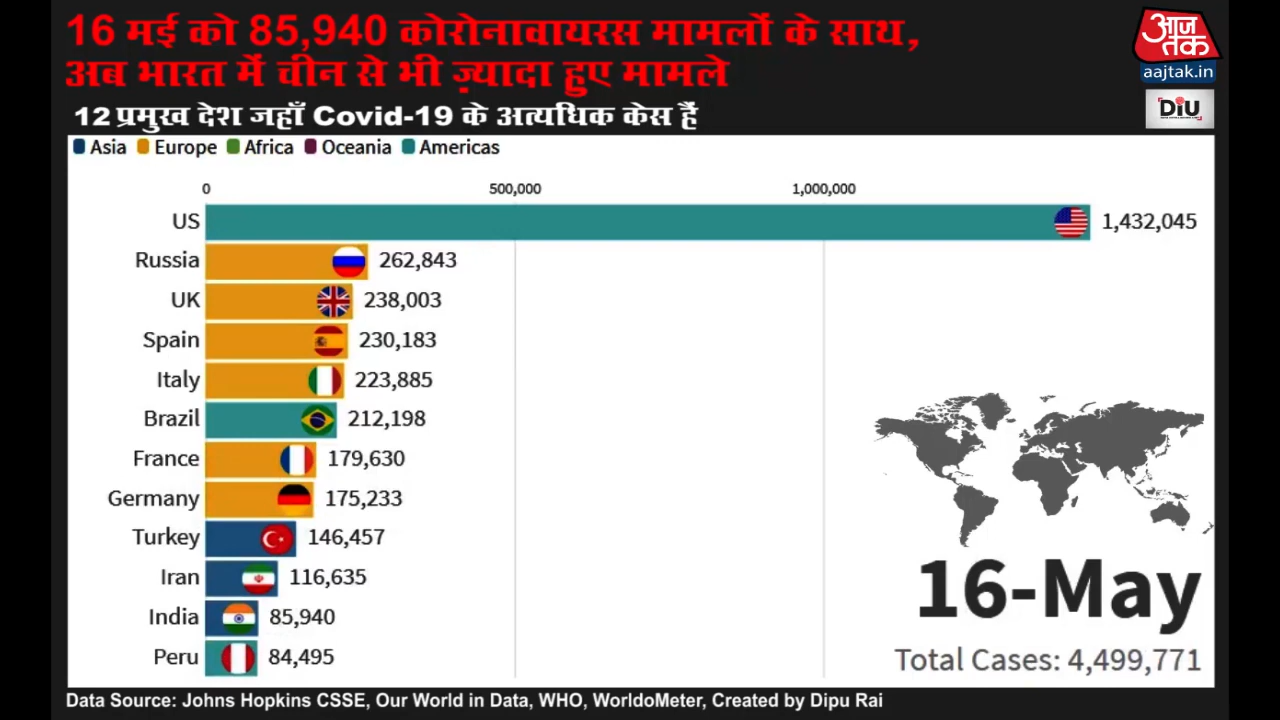 16 मई को 85,940 कोरोनावायरस मामलों के साथ,
अब भारत में चीन से भी ज़्यादा हुए मामले
आज तक
aajtak.in
DiU
12 प्रमुख देश जहाँ Covid-19 के अत्यधिक केस हैं
Asia Europe Africa Oceania Americas
0 500,000 1,000,000
US 1,432,045
Russia 262,843
UK 238,003
Spain 230,183
Italy 223,885
Brazil 212,198
France 179,630
Germany 175,233
Turkey 146,457
Iran 116,635
India 85,940
Peru 84,495
16-May
Total Cases: 4,499,771
Data Source: Johns Hopkins CSSE, Our World in Data, WHO, WorldoMeter, Created by Dipu Rai